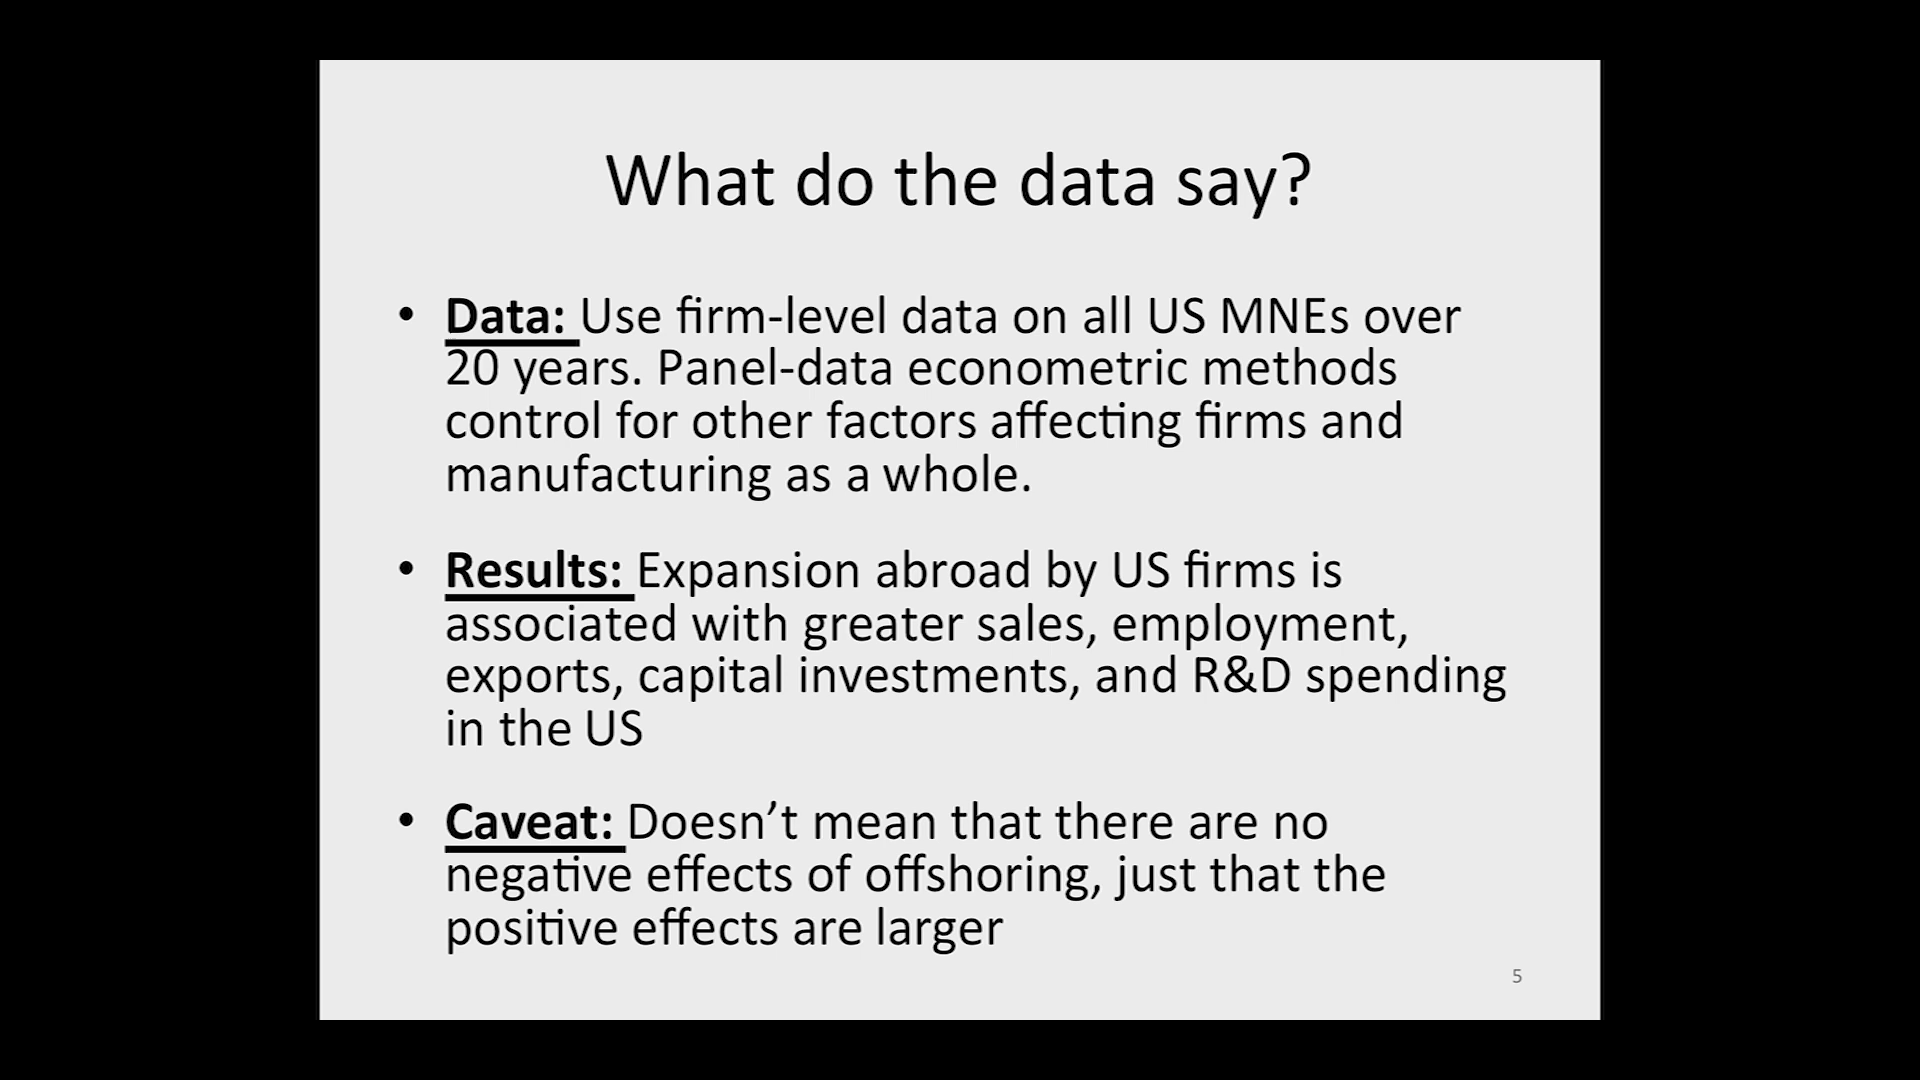 What do the data say?
• Data: Use firm-level data on all US MNEs over
20 years. Panel-data econometric methods
control for other factors affecting firms and
manufacturing as a whole.
• Results: Expansion abroad by US firms is
associated with greater sales, employment,
exports, capital investments, and R&D spending
in the US
• Caveat: Doesn’t mean that there are no
negative effects of offshoring, just that the
positive effects are larger
5